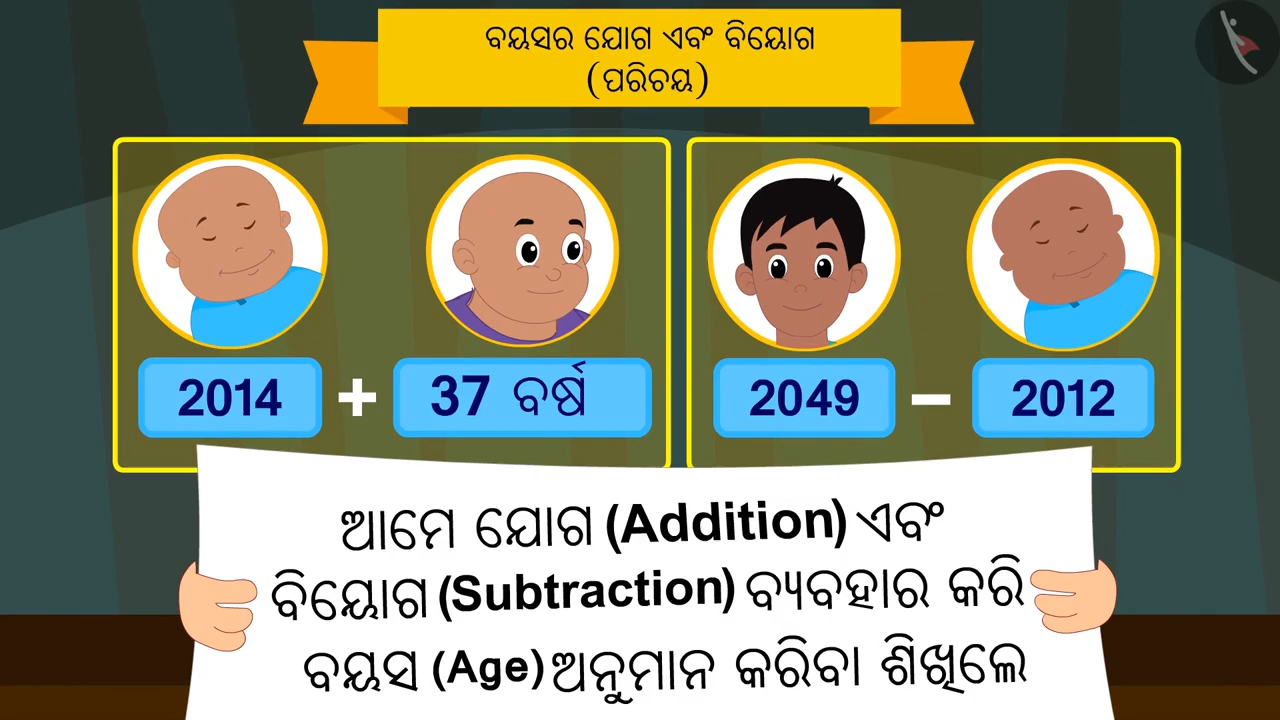 ବୟସର ଯୋଗ ଏବଂ ବିୟୋଗ
(ପରିଚୟ)
2014 + 37 ବର୍ଷ
2049 – 2012
ଆମେ ଯୋଗ (Addition) ଏବଂ
ବିୟୋଗ (Subtraction) ବ୍ୟବହାର କରି
ବୟସ (Age) ଅନୁମାନ କରିବା ଶିଖିଲେ